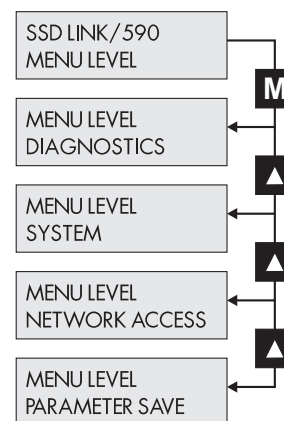 SSD LINK/590
MENU LEVEL
M
MENU LEVEL
DIAGNOSTICS
MENU LEVEL
SYSTEM
MENU LEVEL
NETWORK ACCESS
MENU LEVEL
PARAMETER SAVE